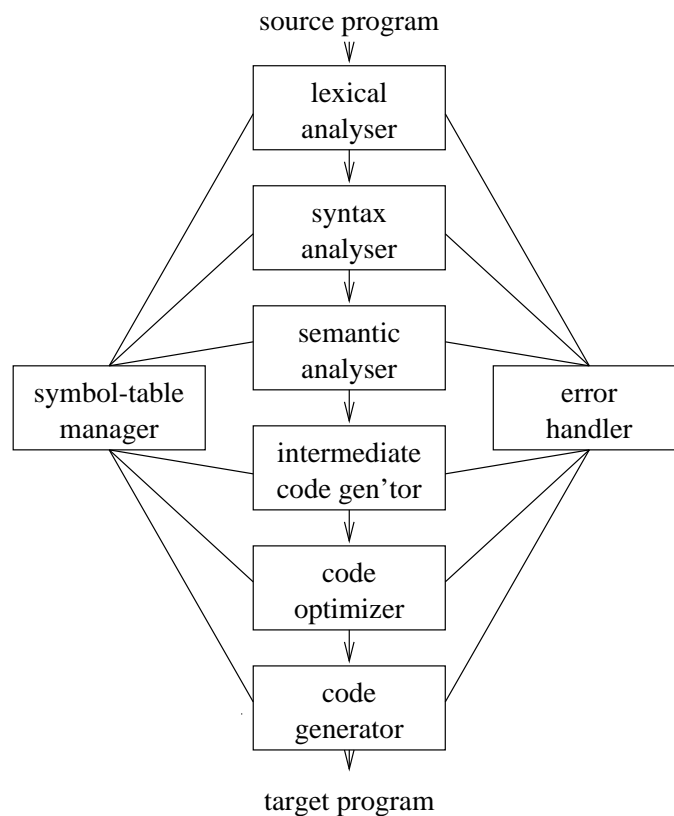 source program
lexical
analyser
syntax
analyser
semantic
analyser
symbol-table
manager
error
handler
intermediate
code gen’tor
code
optimizer
code
generator
target program